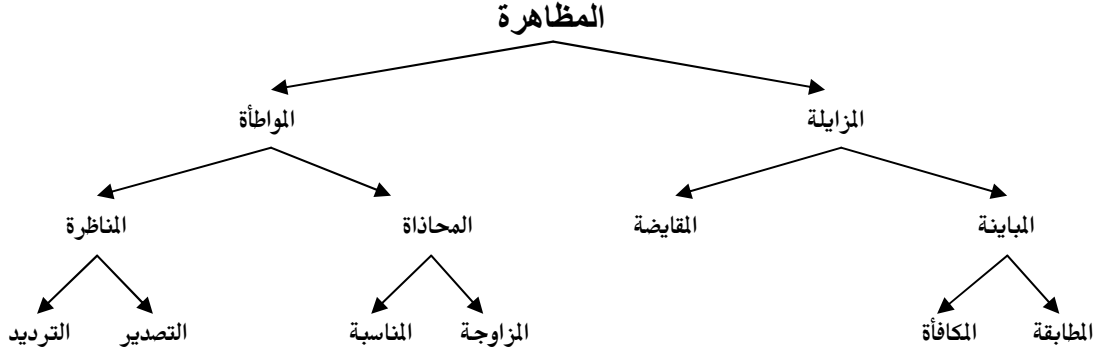 المظاهرة
المزايلة المواطأة
المباينة المقايضة المحاذاة المناظرة
المطابقة المكافأة المزاوجة المناسبة التصدير الترديد